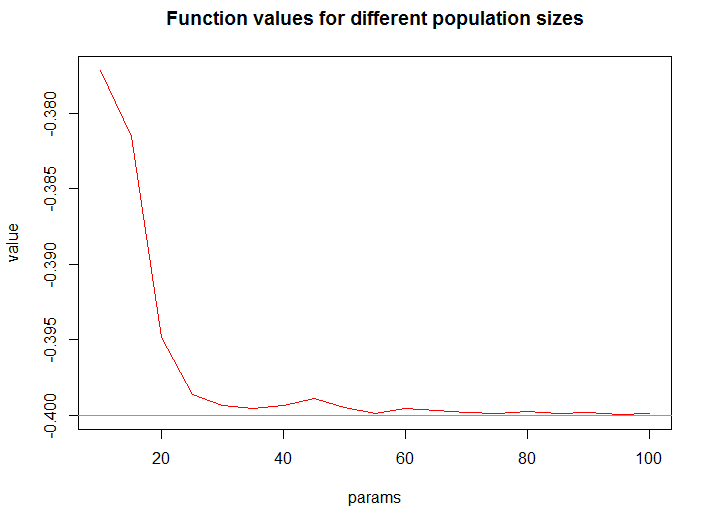 Function values for different population sizes
value
-0.380
-0.385
-0.390
-0.395
-0.400
20 40 60 80 100
params